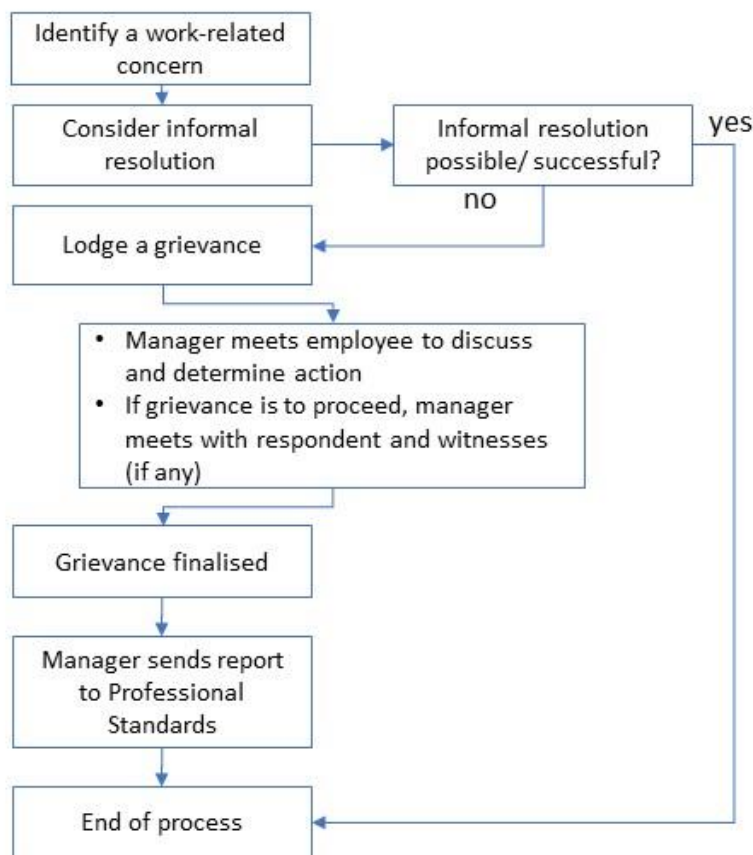 Identify a work-related
concern
Consider informal
resolution
Informal resolution
possible/ successful?
yes
no
Lodge a grievance
• Manager meets employee to discuss
and determine action
• If grievance is to proceed, manager
meets with respondent and witnesses
(if any)
Grievance finalised
Manager sends report
to Professional
Standards
End of process